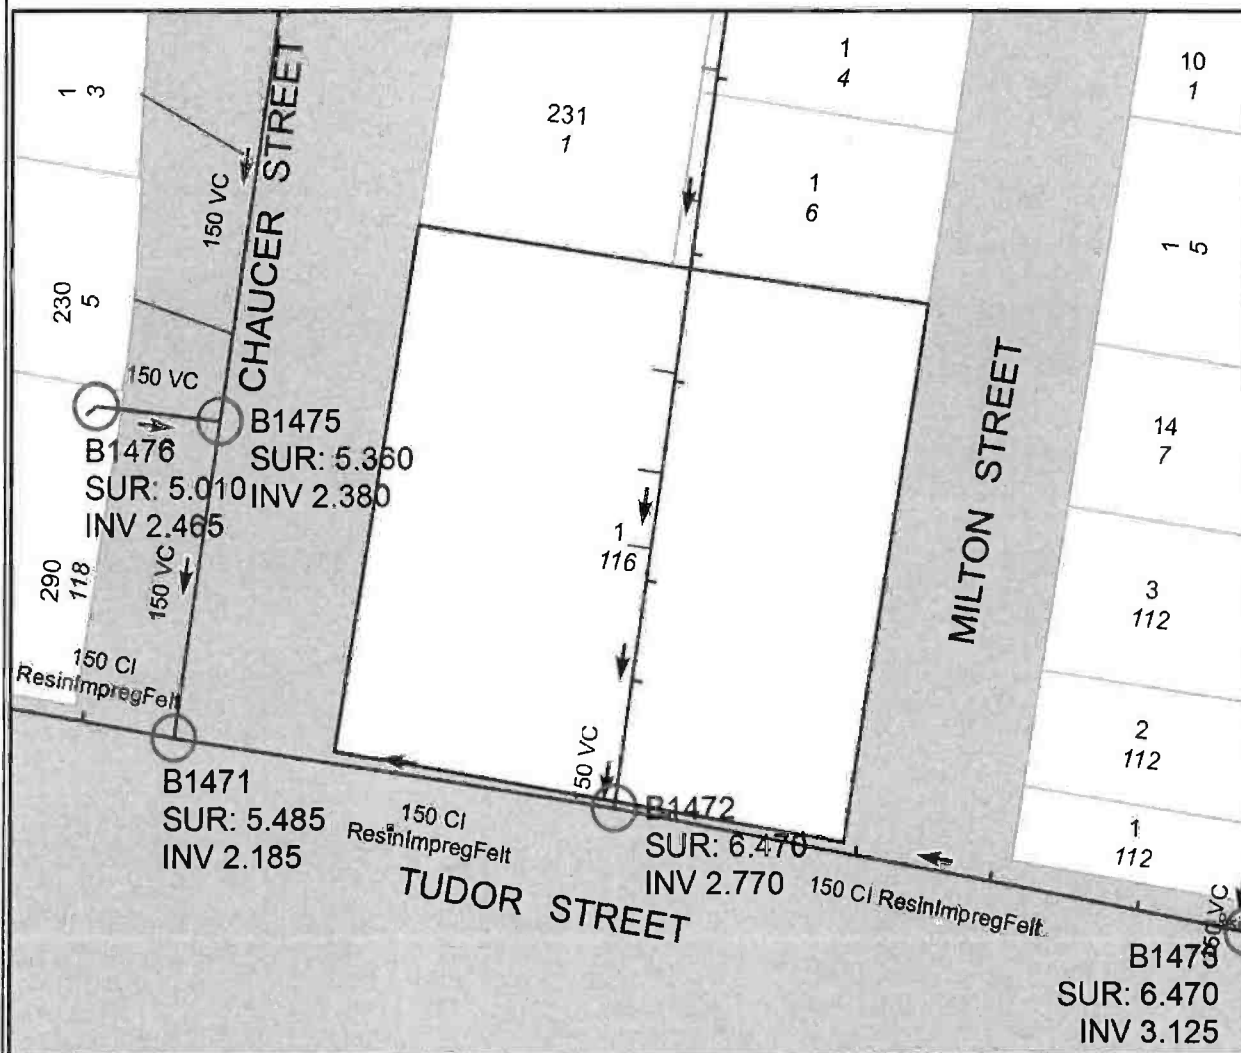 1
3
150 VC
CHAUCER STREET
231
1
1
4
10
1
1
6
1
5
230
5
150 VC
B1476
SUR: 5.010
INV 2.465
B1475
SUR: 5.360
INV 2.380
MILTON STREET
14
7
1
116
290
118
150 VC
3
112
150 CI
ResinImpregFelt
2
112
B1471
SUR: 5.485
INV 2.185
150 CI
ResinImpregFelt
150 VC
B1472
SUR: 6.470
INV 2.770
1
112
TUDOR STREET
150 CI ResinImpregFelt
150 VC
B1473
SUR: 6.470
INV 3.125